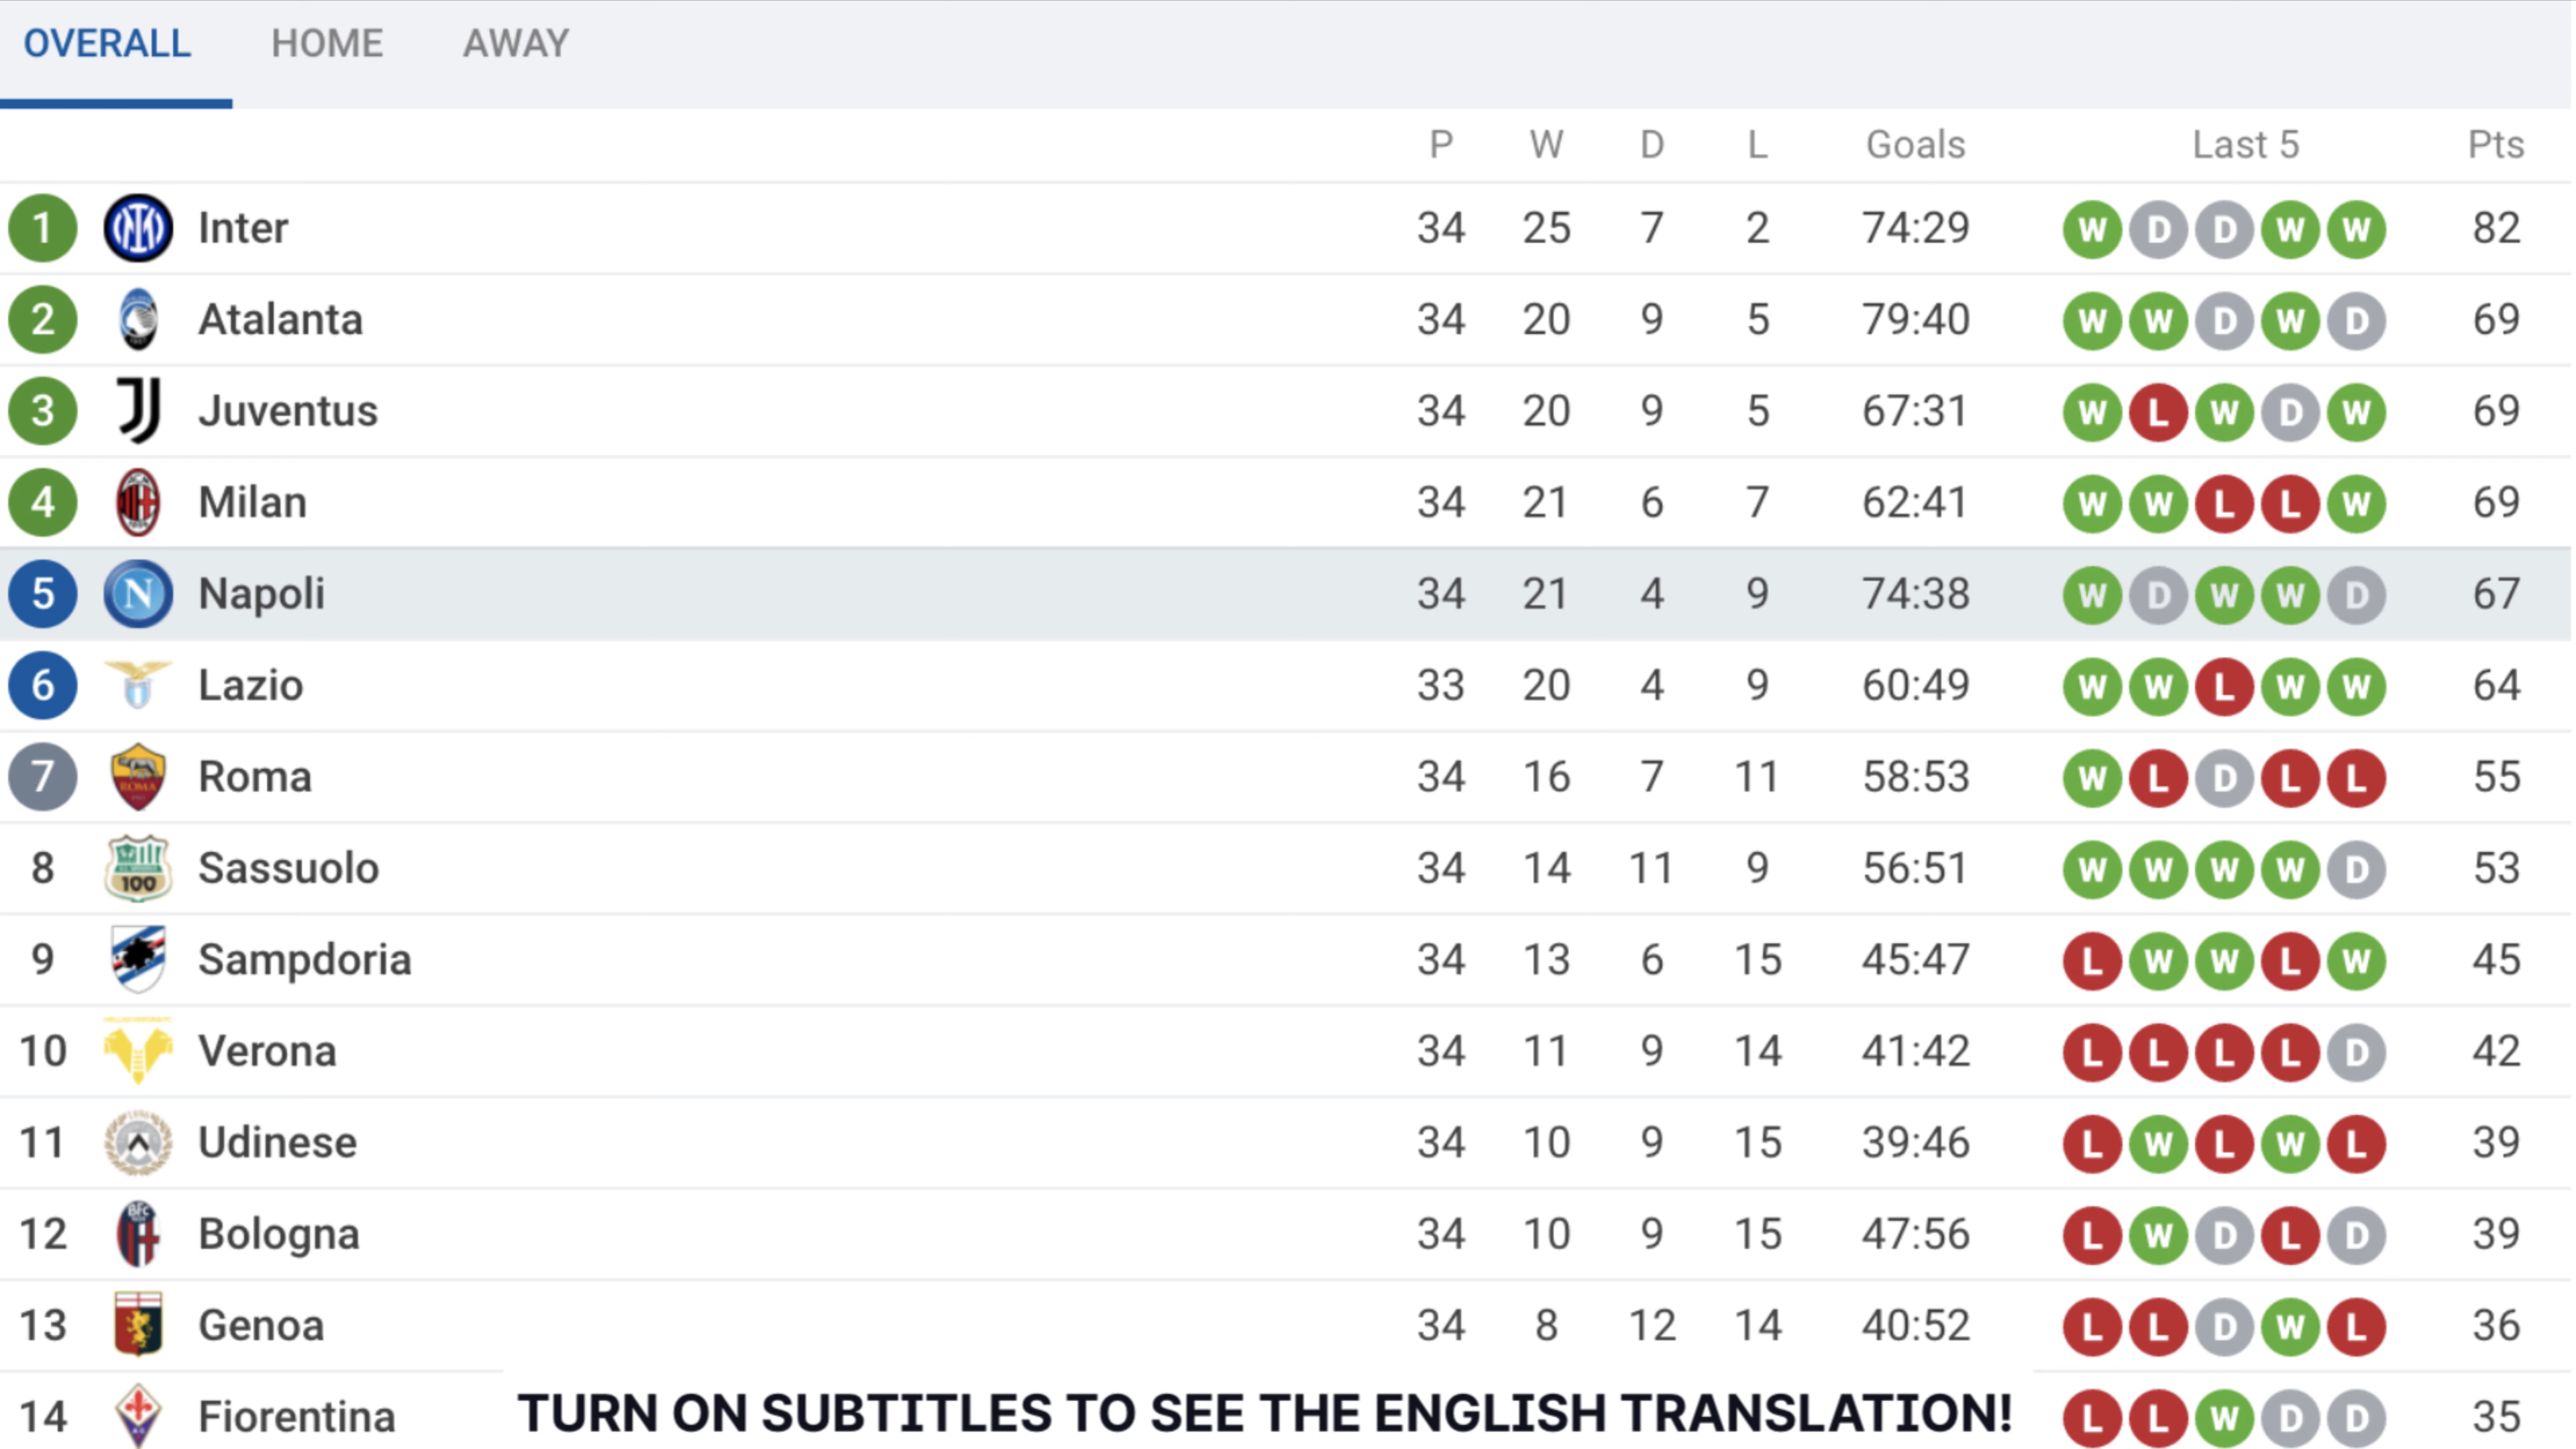 OVERALL HOME AWAY
P W D L Goals Last 5 Pts
1 Inter 34 25 7 2 74:29 W D D W W 82
2 Atalanta 34 20 9 5 79:40 W W D W D 69
3 Juventus 34 20 9 5 67:31 W L W D W 69
4 Milan 34 21 6 7 62:41 W W L L W 69
5 N Napoli 34 21 4 9 74:38 W D W W D 67
6 Lazio 33 20 4 9 60:49 W W L W W 64
7 ROMA Roma 34 16 7 11 58:53 W L D L L 55
8 100 Sassuolo 34 14 11 9 56:51 W W W W D 53
9 Sampdoria 34 13 6 15 45:47 L W W L W 45
10 Verona 34 11 9 14 41:42 L L L L D 42
11 Udinese 34 10 9 15 39:46 L W L W L 39
12 BFC Bologna 34 10 9 15 47:56 L W D L D 39
13 Genoa 34 8 12 14 40:52 L L D W L 36
14 Fiorentina TURN ON SUBTITLES TO SEE THE ENGLISH TRANSLATION! L L W D D 35